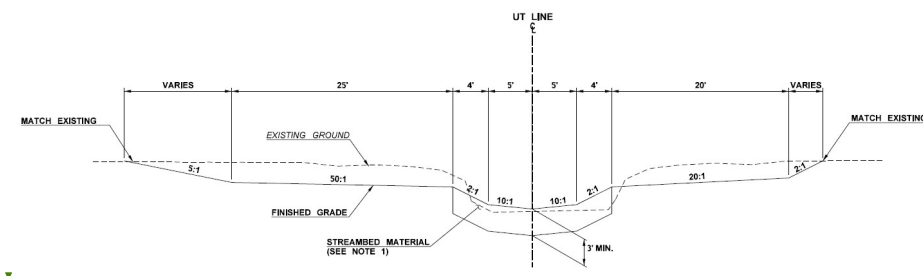 UT LINE
℄
VARIES
25'
4'
5'
5'
4'
20'
VARIES
MATCH EXISTING
EXISTING GROUND
MATCH EXISTING
5:1
50:1
2:1
10:1
10:1
2:1
20:1
2:1
FINISHED GRADE
STREAMBED MATERIAL
(SEE NOTE 1)
3' MIN.